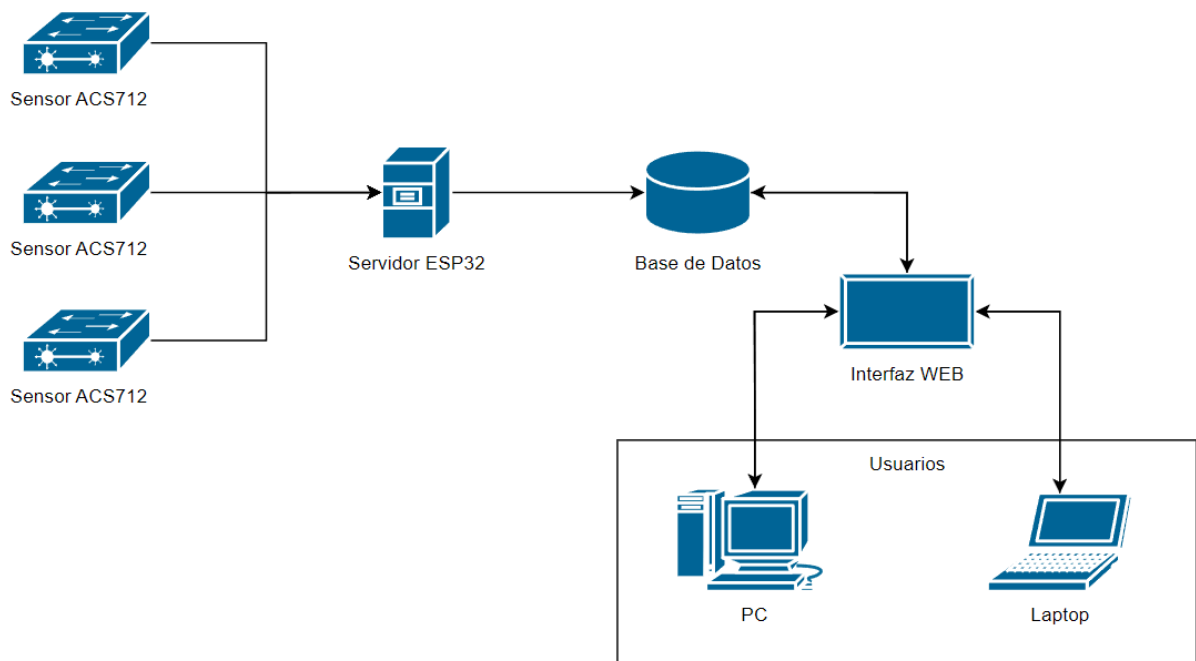 Sensor ACS712
Sensor ACS712
Servidor ESP32
Base de Datos
Sensor ACS712
Interfaz WEB
Usuarios
PC
Laptop